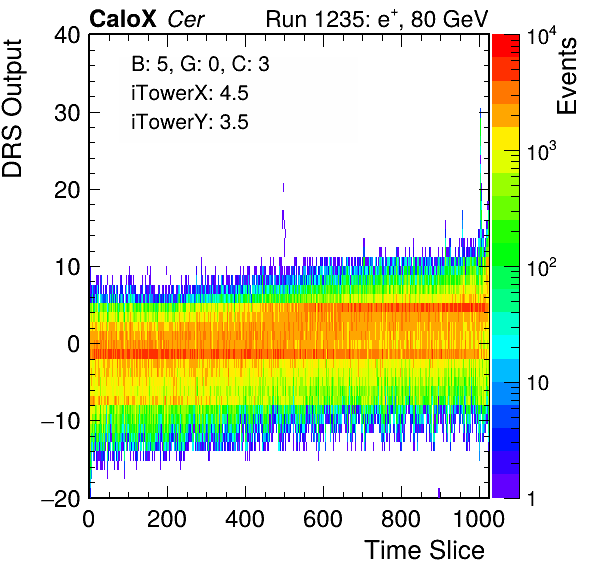 CaloX Cer Run 1235: e+, 80 GeV
B: 5, G: 0, C: 3
iTowerX: 4.5
iTowerY: 3.5
DRS Output
Events
40
30
20
10
0
−10
−20
0 200 400 600 800 1000
Time Slice
10^4
10^3
10^2
10
1